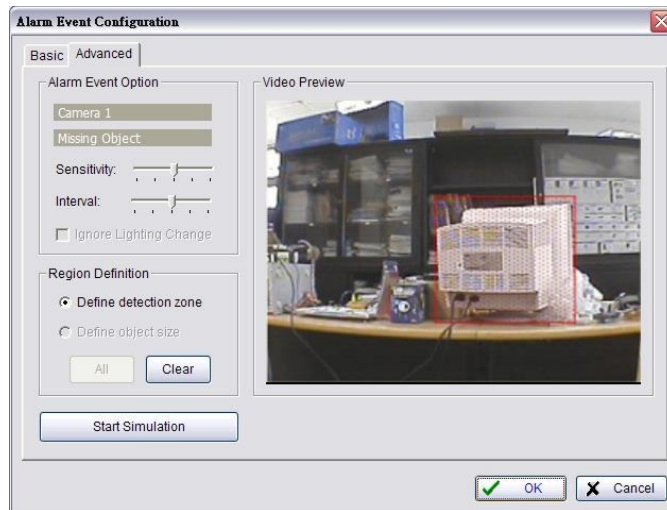 Alarm Event Configuration
Basic
Advanced
Alarm Event Option
Camera 1
Missing Object
Sensitivity:
Interval:
Ignore Lighting Change
Region Definition
Define detection zone
Define object size
All
Clear
Start Simulation
Video Preview
OK
Cancel